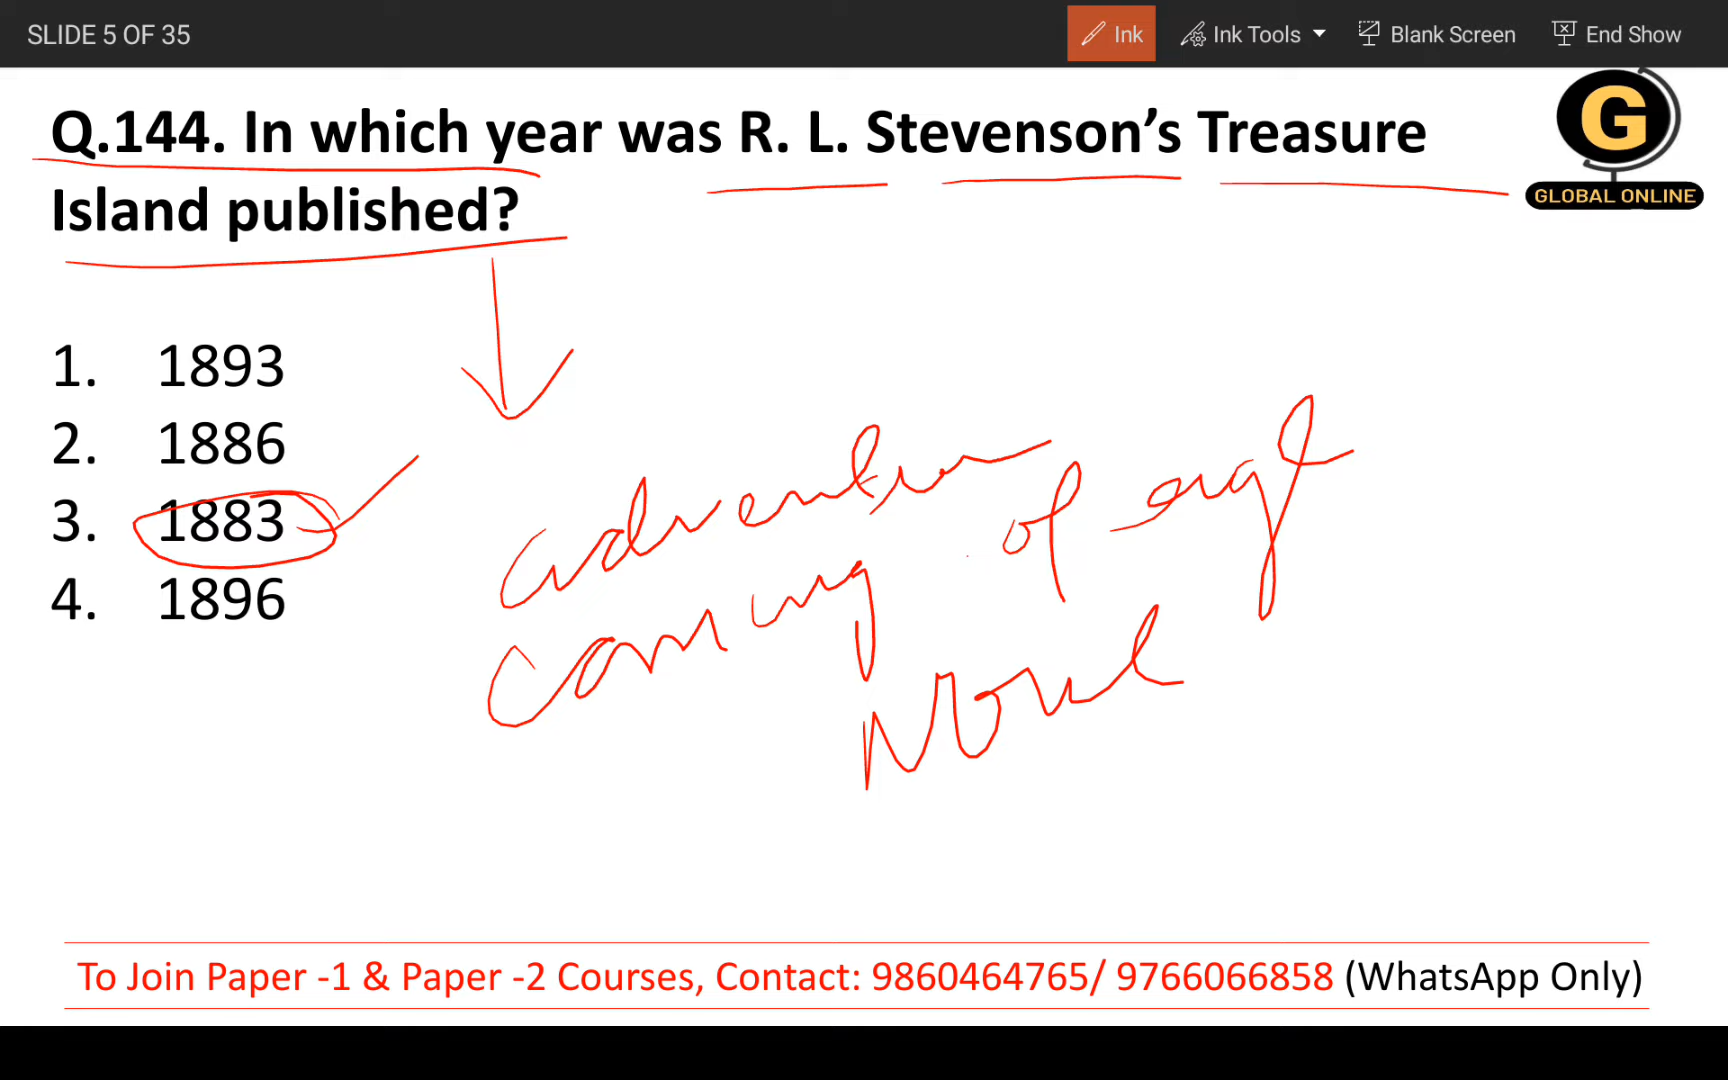 SLIDE 5 OF 35
Ink
Ink Tools
Blank Screen
End Show
Q.144. In which year was R. L. Stevenson’s Treasure
Island published?
G
GLOBAL ONLINE
1. 1893
2. 1886
3. 1883
4. 1896
adventure
coming of age
Novel
To Join Paper -1 & Paper -2 Courses, Contact: 9860464765/ 9766066858 (WhatsApp Only)